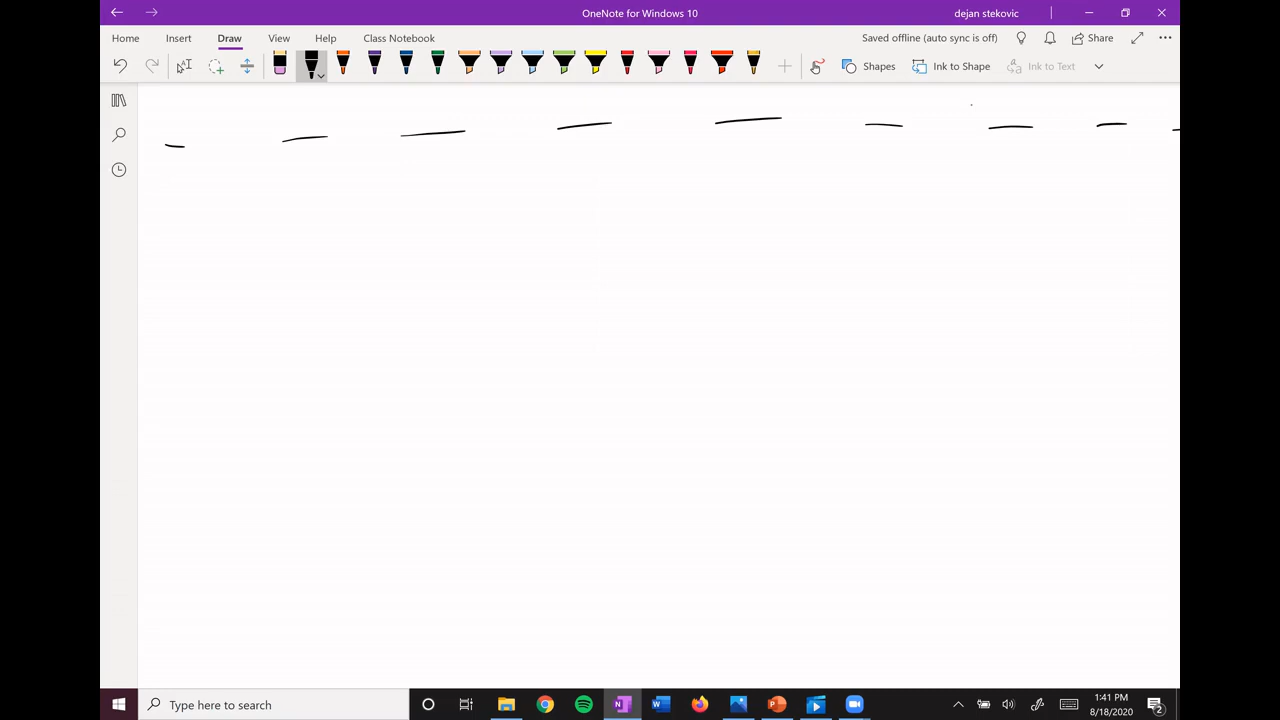 OneNote for Windows 10
dejan stekovic
Home Insert Draw View Help Class Notebook
Saved offline (auto sync is off)
Share
Shapes
Ink to Shape
Ink to Text
Type here to search
1:41 PM
8/18/2020
2